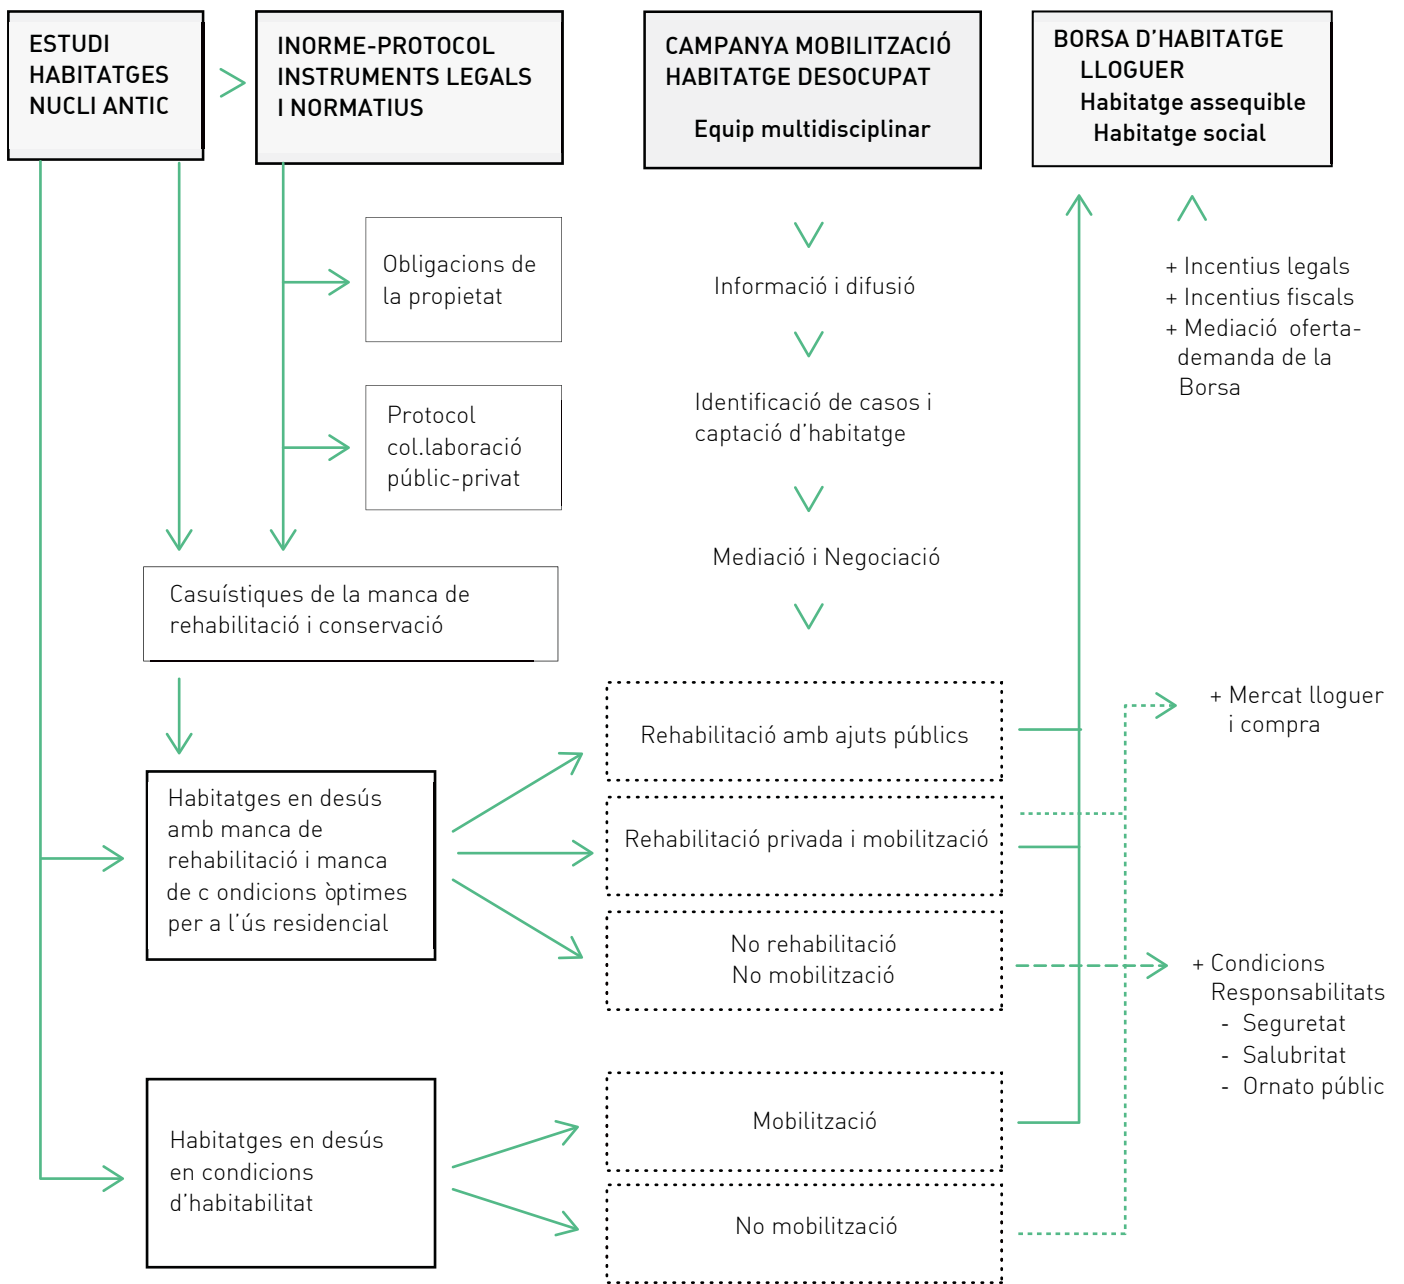 ESTUDI
HABITATGES
NUCLI ANTIC
INORME-PROTOCOL
INSTRUMENTS LEGALS
I NORMATIUS
CAMPANYA MOBILITZACIÓ
HABITATGE DESOCUPAT
Equip multidisciplinar
BORSA D'HABITATGE
LLOGUER
Habitatge assequible
Habitatge social
Obligacions de
la propietat
Protocol
col.laboració
públic-privat
Casuístiques de la manca de
rehabilitació i conservació
Habitatges en desús
amb manca de
rehabilitació i manca
de c ondicions òptimes
per a l'ús residencial
Habitatges en desús
en condicions
d'habitabilitat
Informació i difusió
Identificació de casos i
captació d'habitatge
Mediació i Negociació
Rehabilitació amb ajuts públics
Rehabilitació privada i mobilització
No rehabilitació
No mobilització
Mobilització
No mobilització
+ Incentius legals
+ Incentius fiscals
+ Mediació oferta-
demanda de la
Borsa
+ Mercat lloguer
i compra
+ Condicions
Responsabilitats
- Seguretat
- Salubritat
- Ornato públic